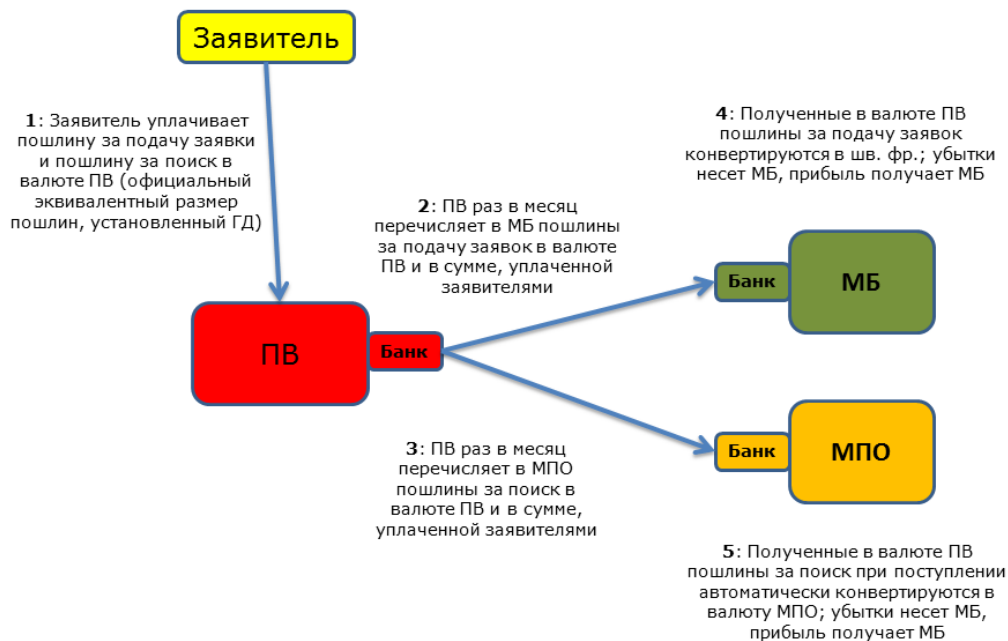 Заявитель
1: Заявитель уплачивает
пошлину за подачу заявки
и пошлину за поиск в
валюте ПВ (официальный
эквивалентный размер
пошлин, установленный ГД)
2: ПВ раз в месяц
перечисляет в МБ пошлины
за подачу заявок в валюте
ПВ и в сумме, уплаченной
заявителями
4: Полученные в валюте ПВ
пошлины за подачу заявок
конвертируются в шв. фр.; убытки
несет МБ, прибыль получает МБ
Банк
МБ
ПВ
Банк
3: ПВ раз в месяц
перечисляет в МПО
пошлины за поиск в
валюте ПВ и в сумме,
уплаченной заявителями
Банк
МПО
5: Полученные в валюте ПВ
пошлины за поиск при поступлении
автоматически конвертируются в
валюту МПО; убытки несет МБ,
прибыль получает МБ